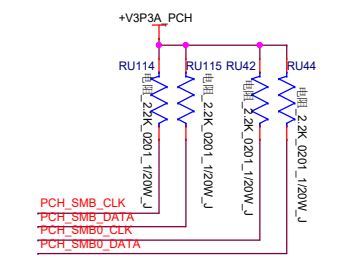 +V3P3A_PCH
RU114
RU115
RU42
RU44
电阻_2.2K_0201_1/20W_J
电阻_2.2K_0201_1/20W_J
电阻_2.2K_0201_1/20W_J
电阻_2.2K_0201_1/20W_J
PCH_SMB_CLK
PCH_SMB_DATA
PCH_SMB0_CLK
PCH_SMB0_DATA